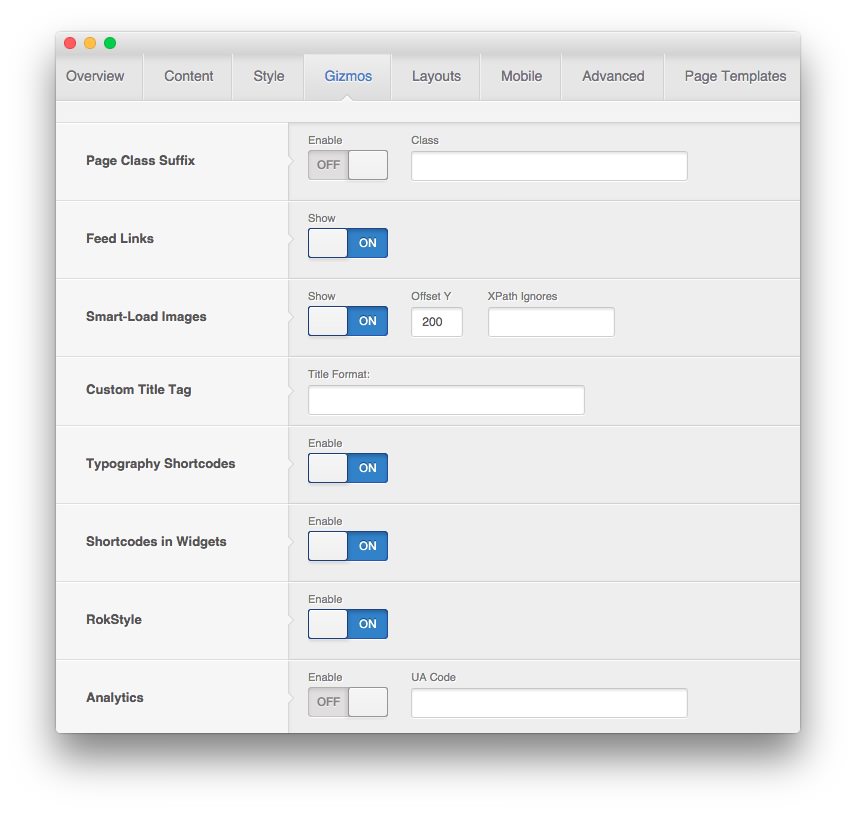 Overview Content Style Gizmos Layouts Mobile Advanced Page Templates
Enable Class
Page Class Suffix OFF
Show
Feed Links ON
Show Offset Y XPath Ignores
Smart-Load Images ON 200
Title Format:
Custom Title Tag
Enable
Typography Shortcodes ON
Enable
Shortcodes in Widgets ON
Enable
RokStyle ON
Enable UA Code
Analytics OFF